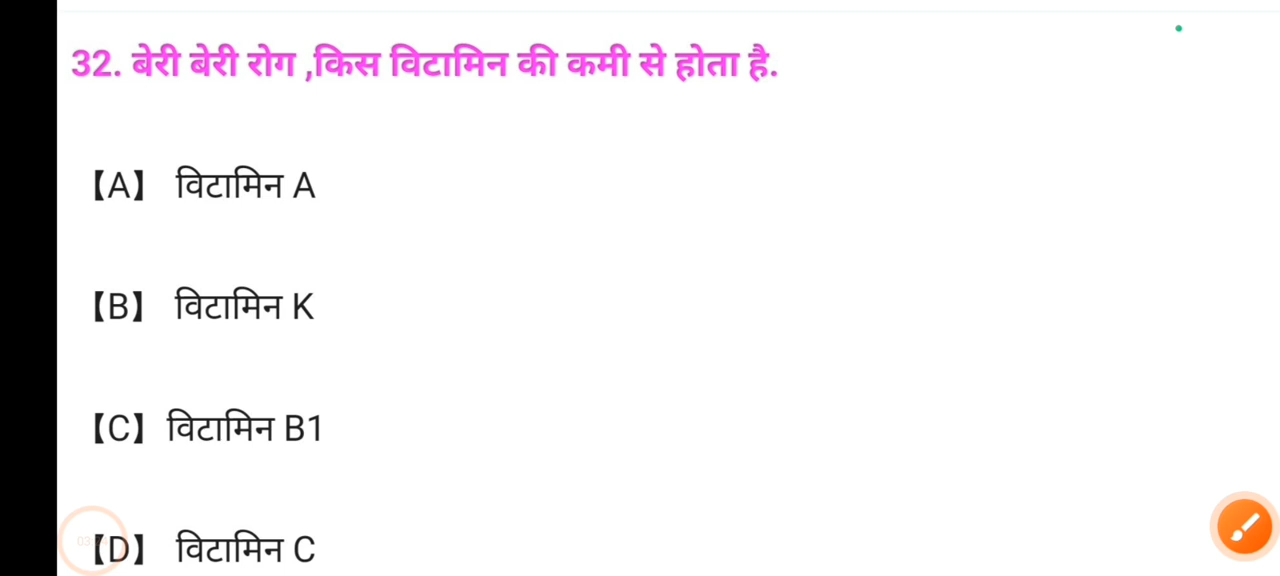 32. बेरी बेरी रोग ,किस विटामिन की कमी से होता है.
【A】 विटामिन A
【B】 विटामिन K
【C】 विटामिन B1
【D】 विटामिन C